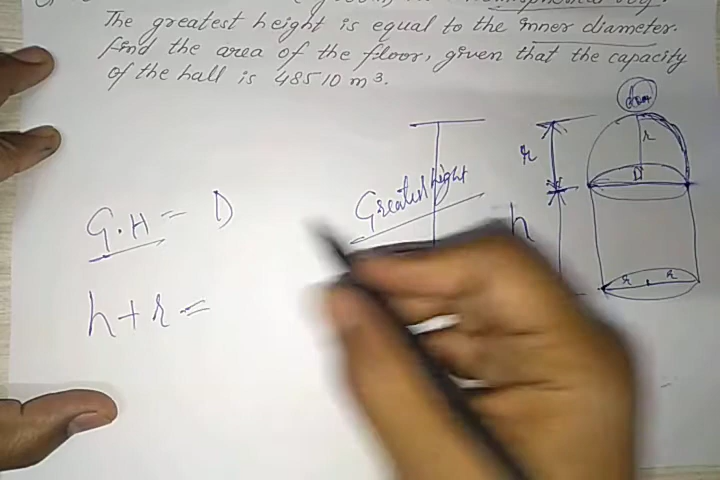 The greatest height is equal to the inner diameter.
find the area of the floor, given that the capacity
of the hall is 48510 m³.
r
r
D
Greatest height
G.H = D
h
r r
h + r =